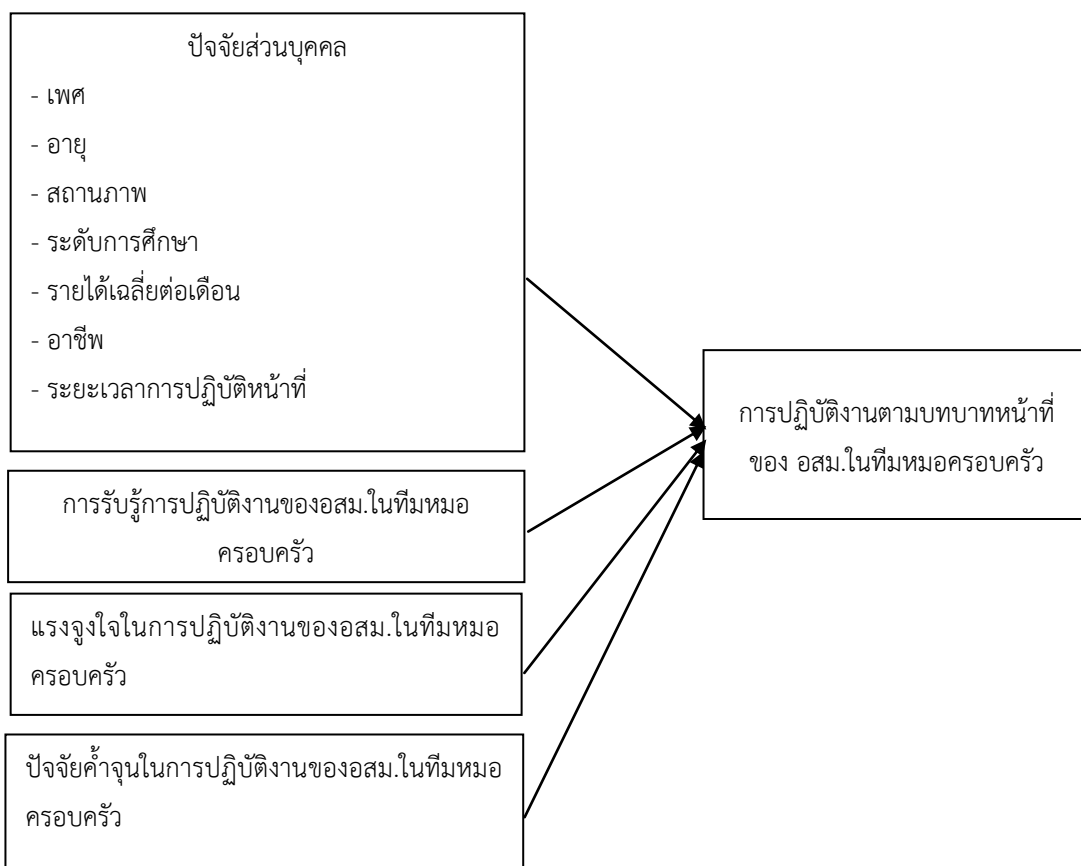 ปัจจัยส่วนบุคคล
- เพศ
- อายุ
- สถานภาพ
- ระดับการศึกษา
- รายได้เฉลี่ยต่อเดือน
- อาชีพ
- ระยะเวลาการปฏิบัติหน้าที่
การรับรู้การปฏิบัติงานของอสม.ในทีมหมอ
ครอบครัว
แรงจูงใจในการปฏิบัติงานของอสม.ในทีมหมอ
ครอบครัว
ปัจจัยค้ำจุนในการปฏิบัติงานของอสม.ในทีมหมอ
ครอบครัว
การปฏิบัติงานตามบทบาทหน้าที่
ของ อสม.ในทีมหมอครอบครัว